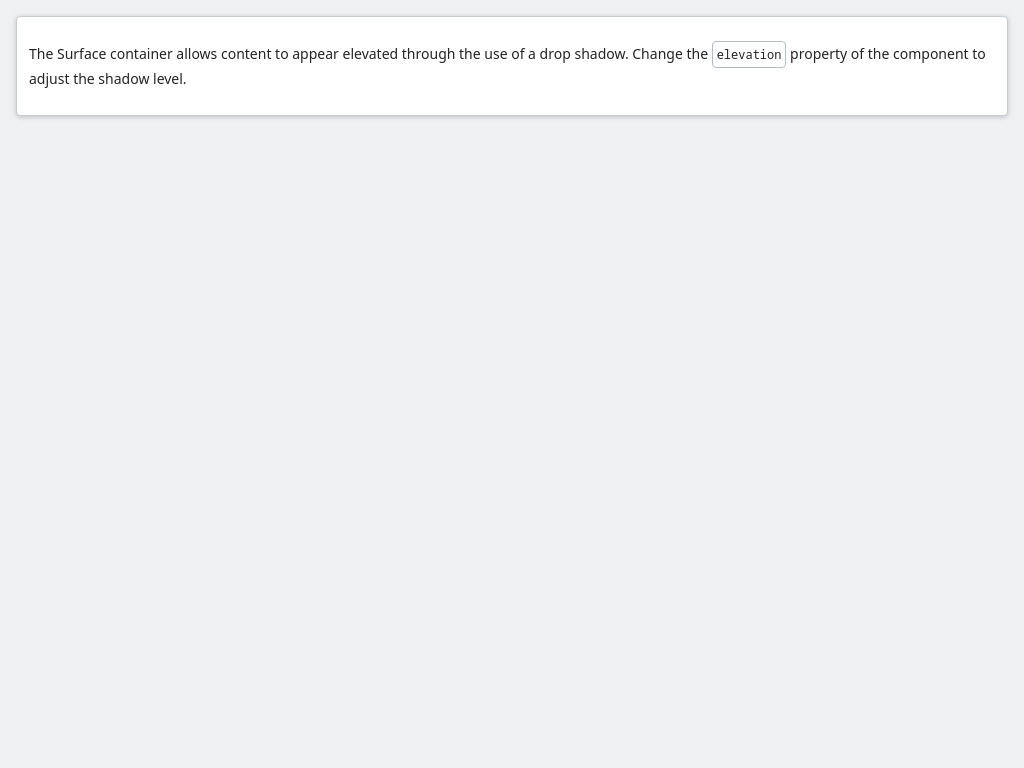 The Surface container allows content to appear elevated through the use of a drop shadow. Change the elevation property of the component to
adjust the shadow level.